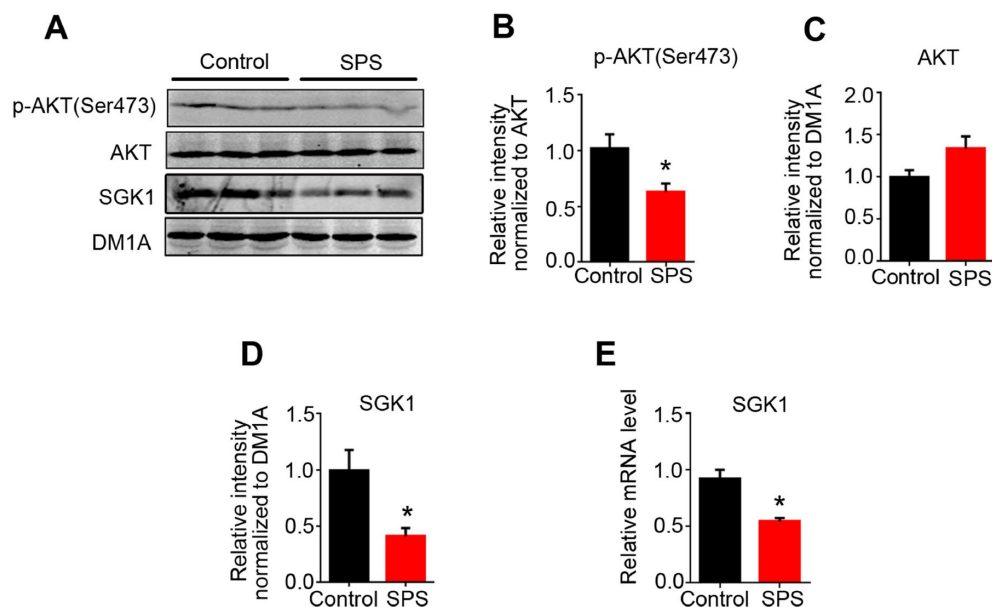 A
Control SPS
p-AKT(Ser473)
AKT
SGK1
DM1A
B
p-AKT(Ser473)
Relative intensity
normalized to AKT
1.5
1.0
0.5
0.0
*
Control SPS
C
AKT
Relative intensity
normalized to DM1A
2.0
1.5
1.0
0.5
0.0
Control SPS
D
SGK1
Relative intensity
normalized to DM1A
1.5
1.0
0.5
0.0
*
Control SPS
E
SGK1
Relative mRNA level
1.5
1.0
0.5
0.0
*
Control SPS